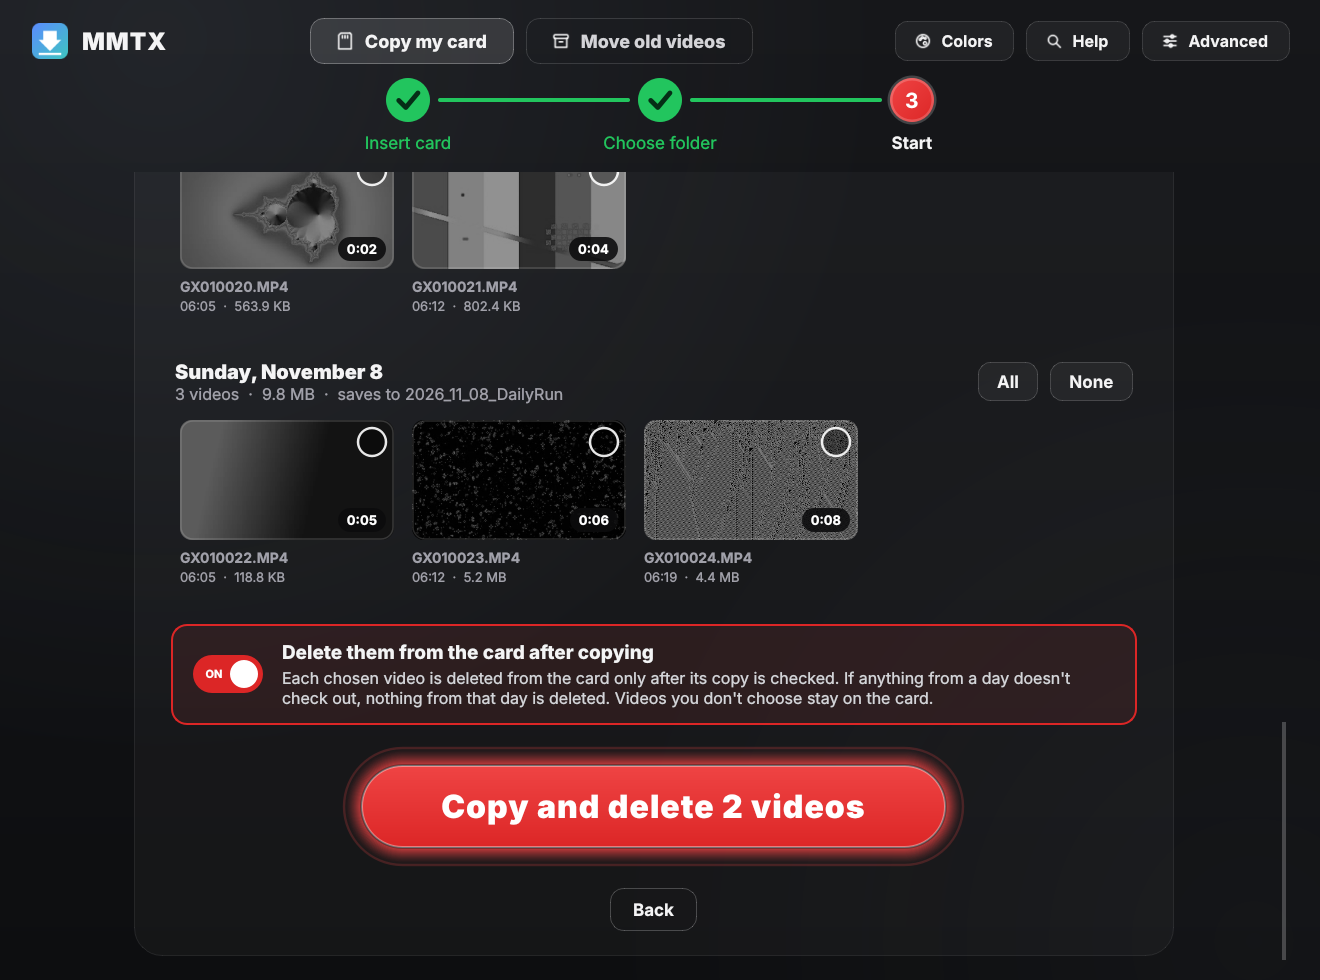 MMTX
Copy my card
Move old videos
Colors
Help
Advanced
3
Insert card
Choose folder
Start
0:02
0:04
GX010020.MP4
06:05 · 563.9 KB
GX010021.MP4
06:12 · 802.4 KB
Sunday, November 8
3 videos · 9.8 MB · saves to 2026_11_08_DailyRun
All
None
0:05
0:06
0:08
GX010022.MP4
06:05 · 118.8 KB
GX010023.MP4
06:12 · 5.2 MB
GX010024.MP4
06:19 · 4.4 MB
ON
Delete them from the card after copying
Each chosen video is deleted from the card only after its copy is checked. If anything from a day doesn't
check out, nothing from that day is deleted. Videos you don't choose stay on the card.
Copy and delete 2 videos
Back